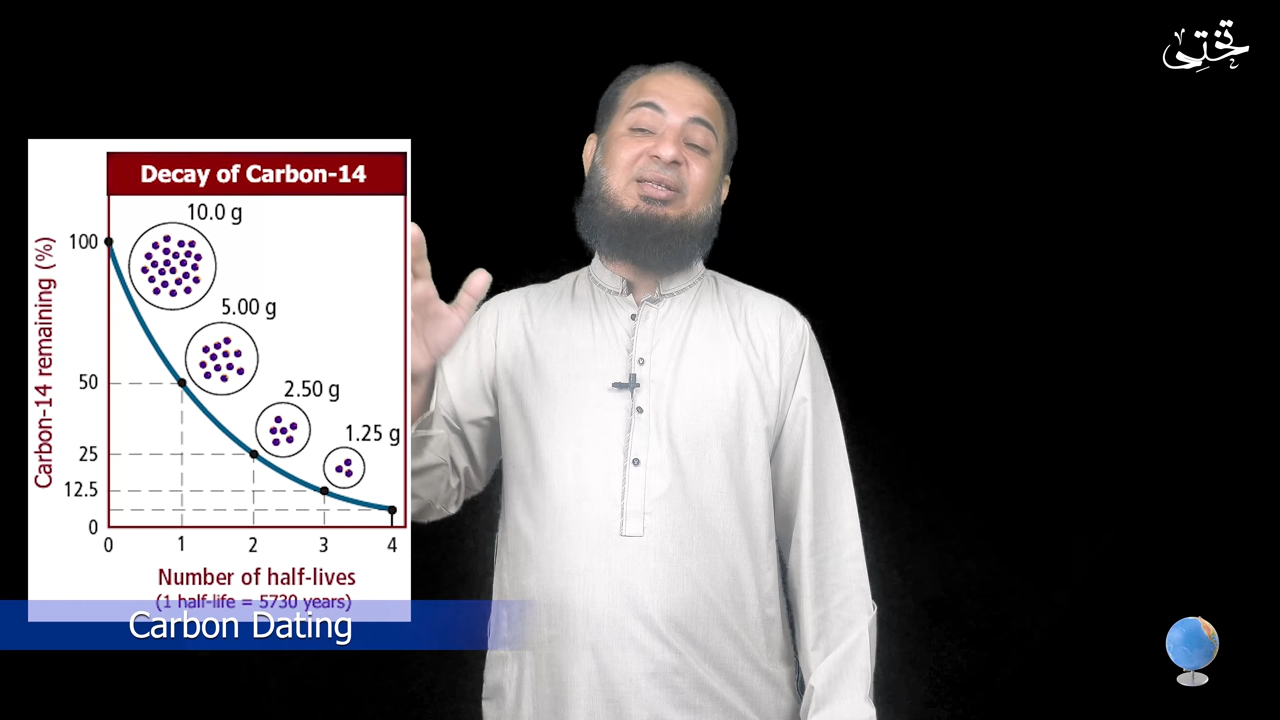 تختی
Decay of Carbon-14
10.0 g
5.00 g
2.50 g
1.25 g
Carbon-14 remaining (%)
100
50
25
12.5
0
0 1 2 3 4
Number of half-lives
(1 half-life = 5730 years)
Carbon Dating